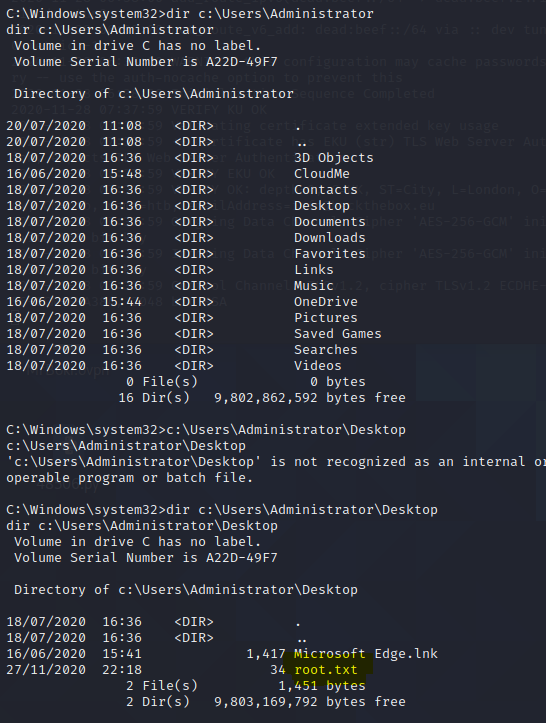 C:\Windows\system32>dir c:\Users\Administrator
dir c:\Users\Administrator
 Volume in drive C has no label.
 Volume Serial Number is A22D-49F7

 Directory of c:\Users\Administrator

20/07/2020  11:08    <DIR>          .
20/07/2020  11:08    <DIR>          ..
18/07/2020  16:36    <DIR>          3D Objects
16/06/2020  15:48    <DIR>          CloudMe
18/07/2020  16:36    <DIR>          Contacts
18/07/2020  16:36    <DIR>          Desktop
18/07/2020  16:36    <DIR>          Documents
18/07/2020  16:36    <DIR>          Downloads
18/07/2020  16:36    <DIR>          Favorites
18/07/2020  16:36    <DIR>          Links
18/07/2020  16:36    <DIR>          Music
16/06/2020  15:44    <DIR>          OneDrive
18/07/2020  16:36    <DIR>          Pictures
18/07/2020  16:36    <DIR>          Saved Games
18/07/2020  16:36    <DIR>          Searches
18/07/2020  16:36    <DIR>          Videos
               0 File(s)              0 bytes
              16 Dir(s)   9,802,862,592 bytes free

C:\Windows\system32>c:\Users\Administrator\Desktop
c:\Users\Administrator\Desktop
'c:\Users\Administrator\Desktop' is not recognized as an internal or
operable program or batch file.

C:\Windows\system32>dir c:\Users\Administrator\Desktop
dir c:\Users\Administrator\Desktop
 Volume in drive C has no label.
 Volume Serial Number is A22D-49F7

 Directory of c:\Users\Administrator\Desktop

18/07/2020  16:36    <DIR>          .
18/07/2020  16:36    <DIR>          ..
16/06/2020  15:41             1,417 Microsoft Edge.lnk
27/11/2020  22:18                34 root.txt
               2 File(s)          1,451 bytes
               2 Dir(s)   9,803,169,792 bytes free